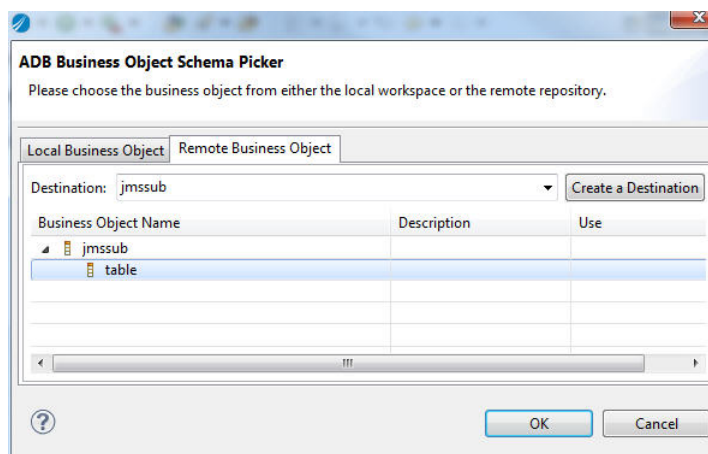 ADB Business Object Schema Picker
Please choose the business object from either the local workspace or the remote repository.
Local Business Object Remote Business Object
Destination: jmssub Create a Destination
Business Object Name Description Use
jmssub
table
OK Cancel